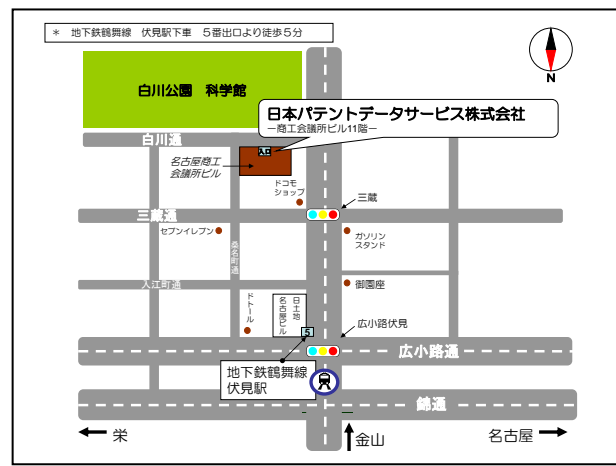 ＊ 地下鉄鶴舞線 伏見駅下車 5番出口より徒歩5分
N
白川公園 科学館
日本パテントデータサービス株式会社
－商工会議所ビル11階－
白川通
入口
名古屋商工
会議所ビル
ドコモ
ショップ
三蔵
三蔵通
セブンイレブン
桑名町通
ガソリン
スタンド
入江町通
御園座
ドトール
日土地
名古屋ビル
5
広小路伏見
広小路通
地下鉄鶴舞線
伏見駅
錦通
栄
金山
名古屋